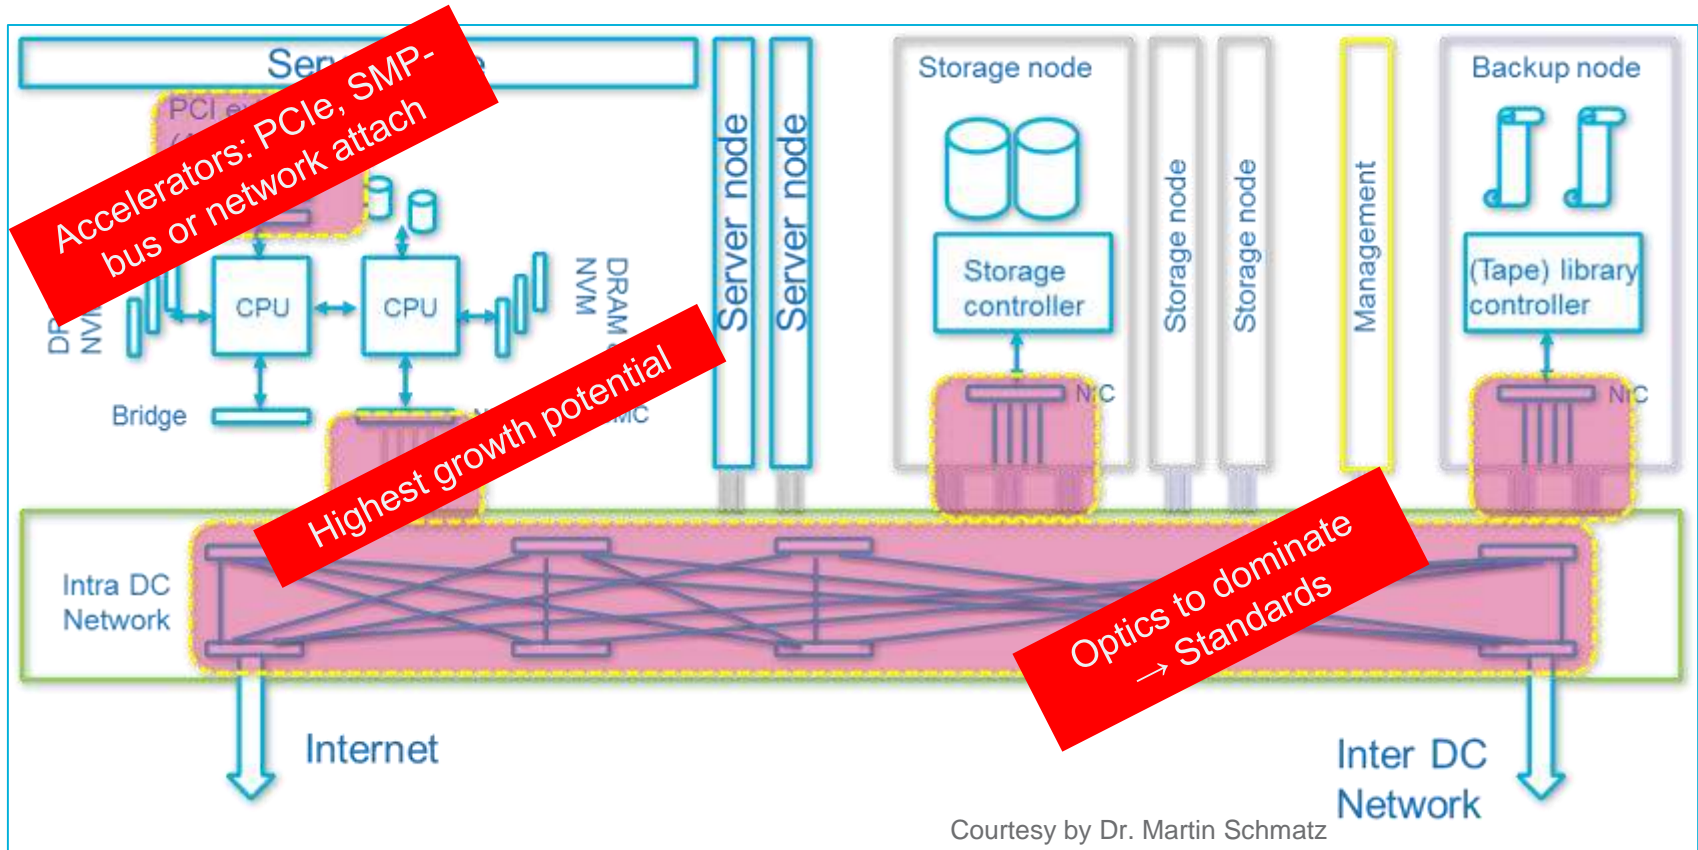 Accelerators: PCIe, SMP-
bus or network attach
PCI
CPU
CPU
DRAM
NVM
Bridge
Highest growth potential
Server node
Server node
Storage node
Storage
controller
NIC
Storage node
Storage node
Management
Backup node
(Tape) library
controller
NIC
Intra DC
Network
Optics to dominate
→ Standards
Internet
Inter DC
Network
Courtesy by Dr. Martin Schmatz